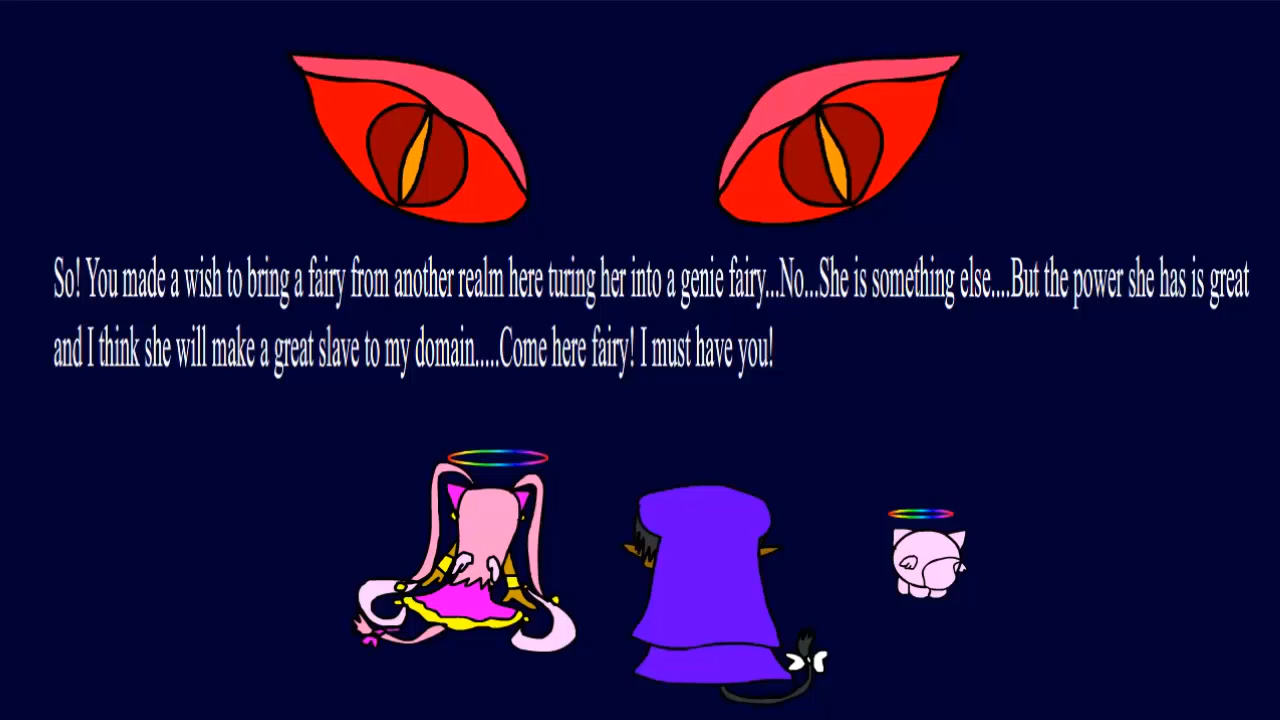 So! You made a wish to bring a fairy from another realm here turing her into a genie fairy...No...She is something else....But the power she has is great
and I think she will make a great slave to my domain.....Come here fairy! I must have you!